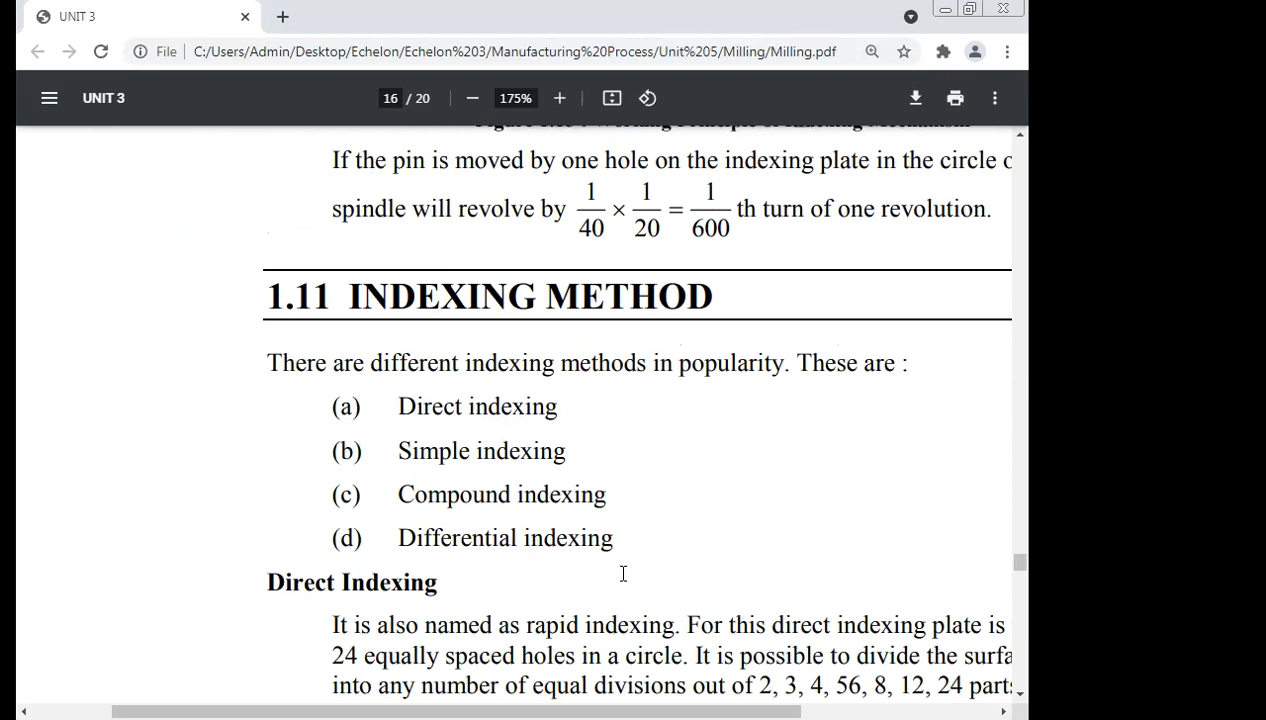 UNIT 3
File C:/Users/Admin/Desktop/Echelon/Echelon%203/Manufacturing%20Process/Unit%205/Milling/Milling.pdf
UNIT 3 16 / 20 175%
If the pin is moved by one hole on the indexing plate in the circle
spindle will revolve by 1/40 × 1/20 = 1/600 th turn of one revolution.
1.11 INDEXING METHOD
There are different indexing methods in popularity. These are :
(a) Direct indexing
(b) Simple indexing
(c) Compound indexing
(d) Differential indexing
Direct Indexing
It is also named as rapid indexing. For this direct indexing plate is
24 equally spaced holes in a circle. It is possible to divide the surfa
into any number of equal divisions out of 2, 3, 4, 56, 8, 12, 24 parts